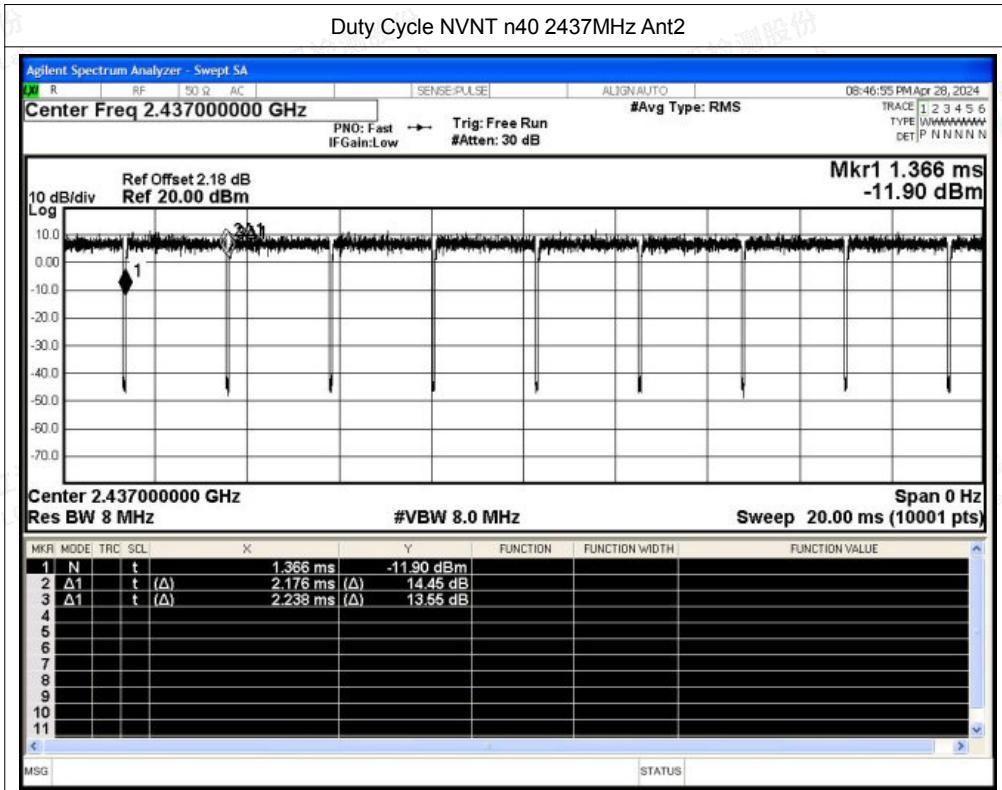 Duty Cycle NVNT n40 2437MHz Ant2
Agilent Spectrum Analyzer - Swept SA
R RF 50 Ω AC SENSE:PULSE ALIGN AUTO 08:46:55 PM Apr 28, 2024
Center Freq 2.437000000 GHz #Avg Type: RMS TRACE 1 2 3 4 5 6
PNO: Fast Trig: Free Run TYPE WWWWWW
IFGain:Low #Atten: 30 dB DET P N N N N N
Mkr1 1.366 ms
Ref Offset 2.18 dB
10 dB/div Ref 20.00 dBm -11.90 dBm
Log
10.0
0.00
-10.0
-20.0
-30.0
-40.0
-50.0
-60.0
-70.0
1
Center 2.437000000 GHz Span 0 Hz
Res BW 8 MHz #VBW 8.0 MHz Sweep 20.00 ms (10001 pts)
MKR MODE TRC SCL X Y FUNCTION FUNCTION WIDTH FUNCTION VALUE
1 N t 1.366 ms -11.90 dBm
2 Δ1 t (Δ) 2.176 ms (Δ) 14.45 dB
3 Δ1 t (Δ) 2.238 ms (Δ) 13.55 dB
4
5
6
7
8
9
10
11
MSG STATUS